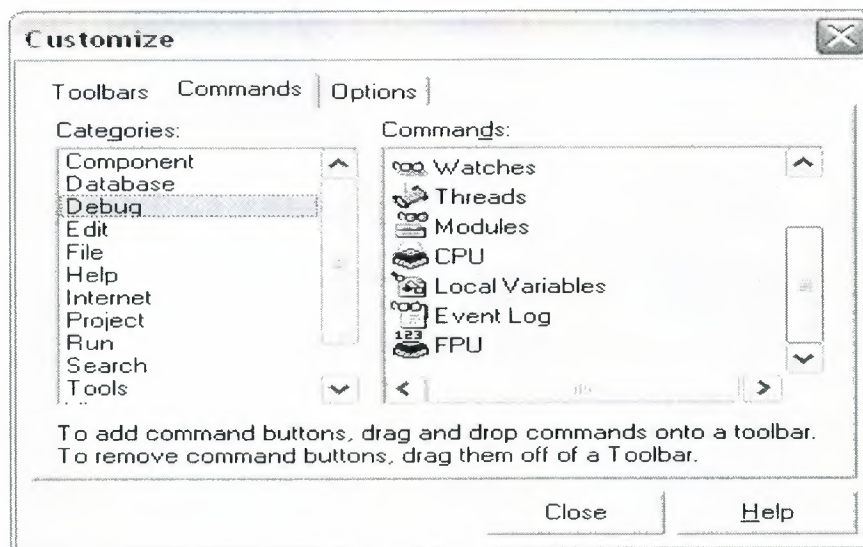 Customize
Toolbars Commands Options
Categories:
Component
Database
Debug
Edit
File
Help
Internet
Project
Run
Search
Tools
Commands:
Watches
Threads
Modules
CPU
Local Variables
Event Log
123
FPU
To add command buttons, drag and drop commands onto a toolbar.
To remove command buttons, drag them off of a Toolbar.
Close Help